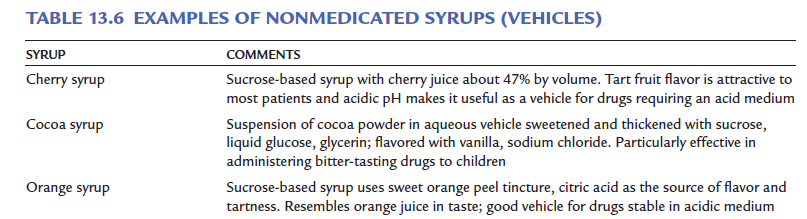 TABLE 13.6 EXAMPLES OF NONMEDICATED SYRUPS (VEHICLES)
SYRUP COMMENTS
Cherry syrup Sucrose-based syrup with cherry juice about 47% by volume. Tart fruit flavor is attractive to
most patients and acidic pH makes it useful as a vehicle for drugs requiring an acid medium
Cocoa syrup Suspension of cocoa powder in aqueous vehicle sweetened and thickened with sucrose,
liquid glucose, glycerin; flavored with vanilla, sodium chloride. Particularly effective in
administering bitter-tasting drugs to children
Orange syrup Sucrose-based syrup uses sweet orange peel tincture, citric acid as the source of flavor and
tartness. Resembles orange juice in taste; good vehicle for drugs stable in acidic medium